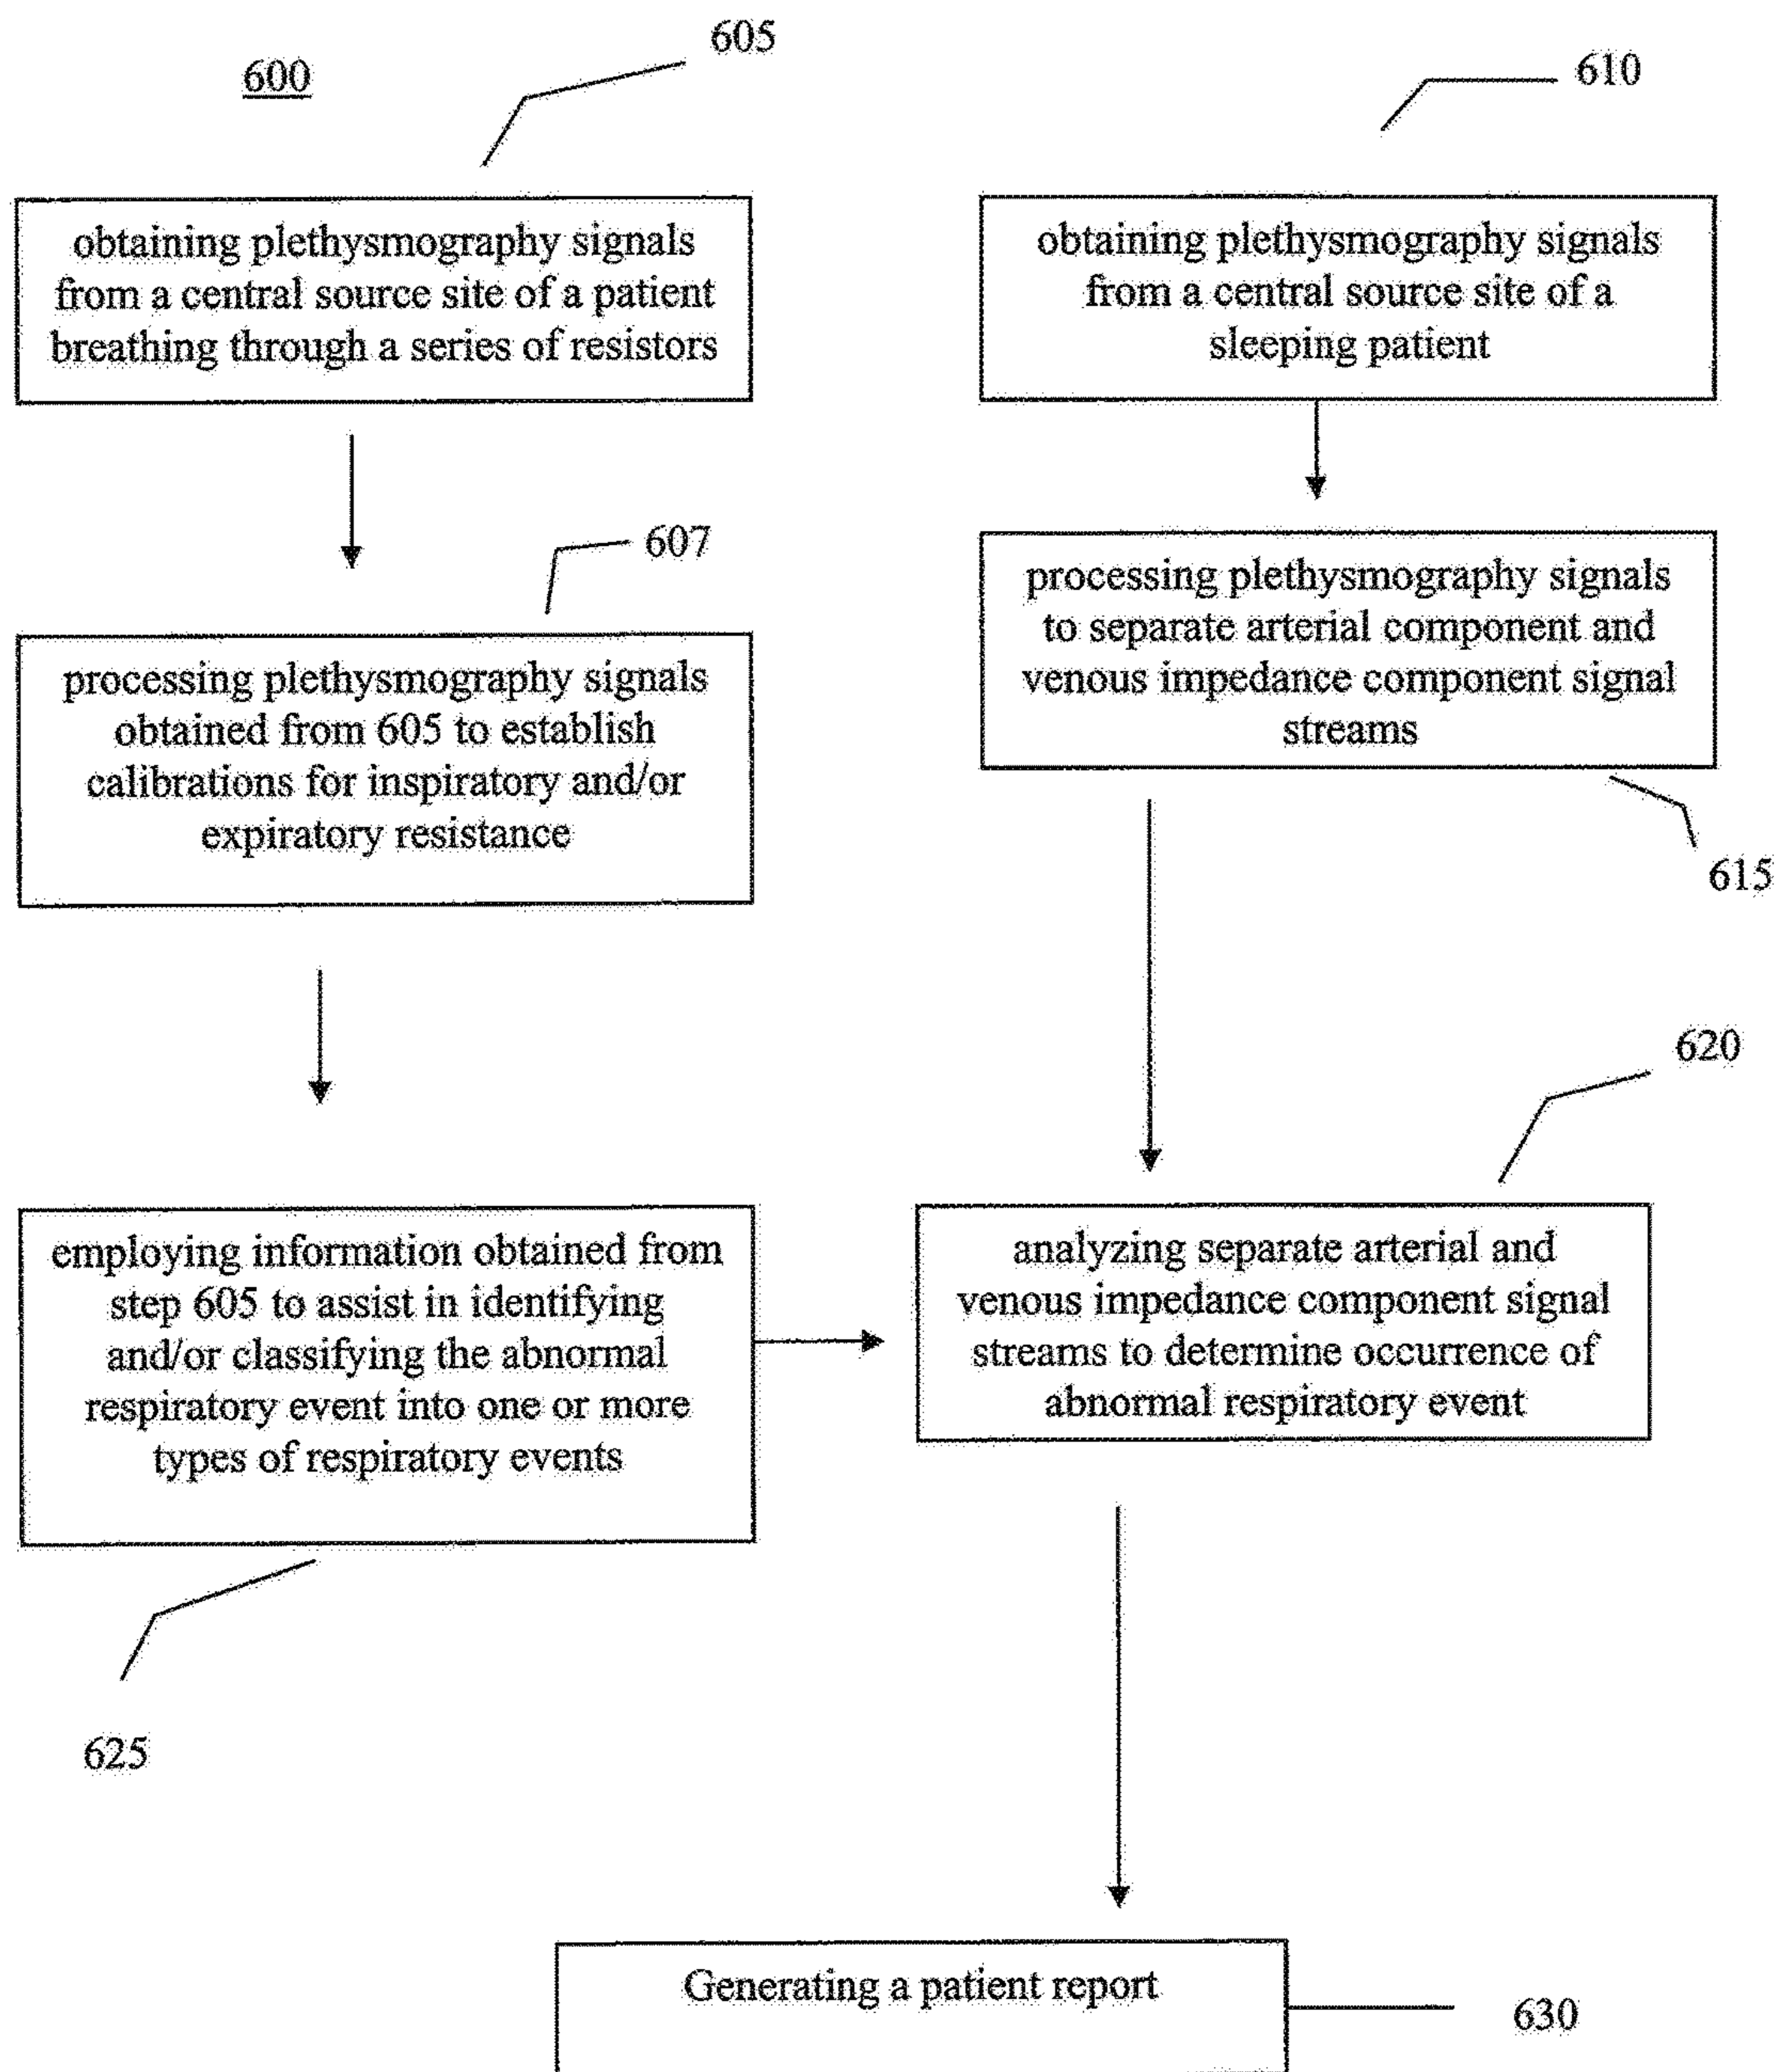 600
605
610
obtaining plethysmography signals
from a central source site of a patient
breathing through a series of resistors
obtaining plethysmography signals
from a central source site of a
sleeping patient
607
processing plethysmography signals
obtained from 605 to establish
calibrations for inspiratory and/or
expiratory resistance
processing plethysmography signals
to separate arterial component and
venous impedance component signal
streams
615
620
employing information obtained from
step 605 to assist in identifying
and/or classifying the abnormal
respiratory event into one or more
types of respiratory events
analyzing separate arterial and
venous impedance component signal
streams to determine occurrence of
abnormal respiratory event
625
Generating a patient report
630